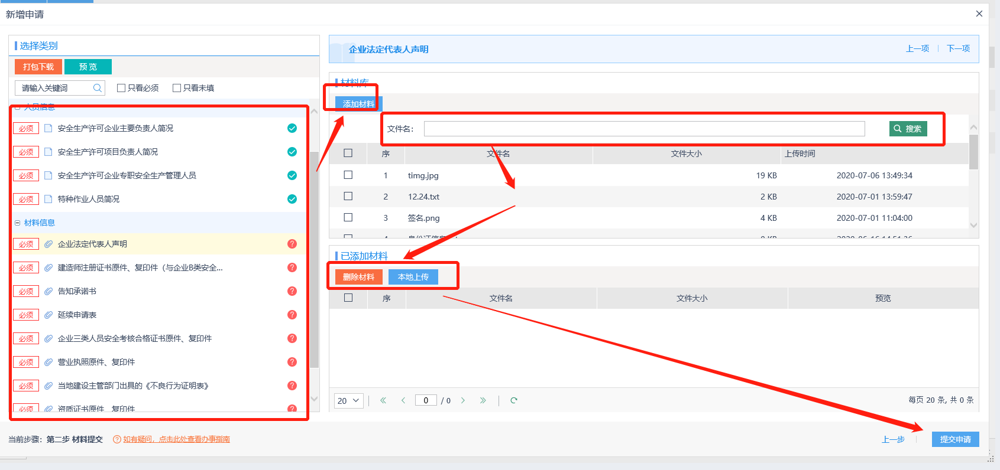 新增申请
选择类别
打包下载 预 览
请输入关键词 只看必须 只看未填
人员信息
必须 安全生产许可企业主要负责人简况
必须 安全生产许可项目负责人简况
必须 安全生产许可企业专职安全生产管理人员
必须 特种作业人员简况
材料信息
必须 企业法定代表人声明
必须 建造师注册证书原件、复印件（与企业B类安全...
必须 告知承诺书
必须 延续申请表
必须 企业三类人员安全考核合格证书原件、复印件
必须 营业执照原件、复印件
必须 当地建设主管部门出具的《不良行为证明表》
必须 资质证书原件、复印件
企业法定代表人声明 上一项 下一项
材料库
添加材料
文件名： 搜索
序 文件名 文件大小 上传时间
1 timg.jpg 19 KB 2020-07-06 13:49:34
2 12.24.txt 2 KB 2020-07-01 13:59:47
3 签名.png 4 KB 2020-07-01 11:04:00
已添加材料
删除材料 本地上传
序 文件名 文件大小 预览
20 0 / 0 每页 20 条, 共 0 条
当前步骤：第二步 材料提交 如有疑问，点击此处查看办事指南 上一步 提交申请